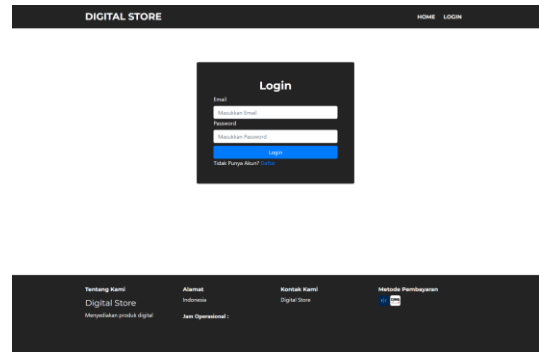 DIGITAL STORE
HOME LOGIN
Login
Email
Masukkan Email
Password
Masukkan Password
Login
Tidak Punya Akun? Daftar
Tentang Kami
Digital Store
Menyediakan produk digital
Alamat
Indonesia
Jam Operasional :
Kontak Kami
Digital Store
Metode Pembayaran